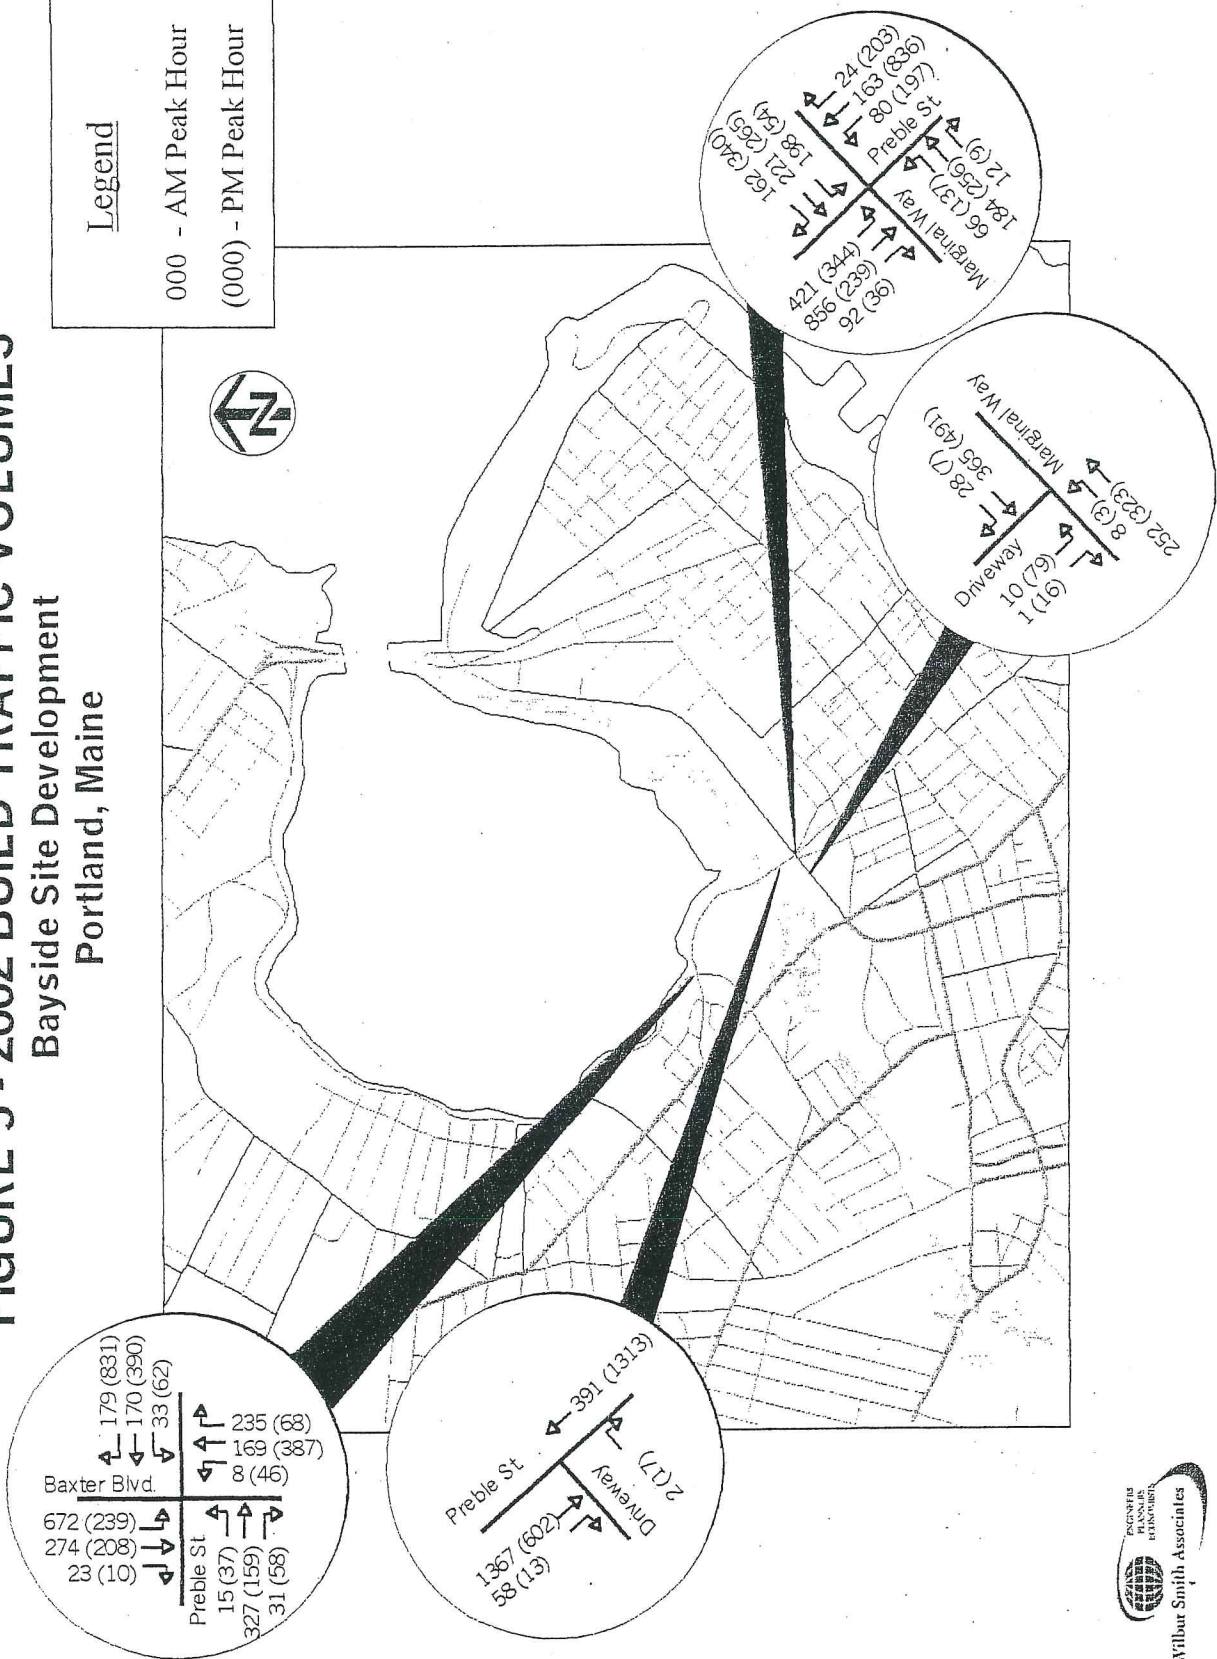 FIGURE 5 - 2002 BUILD TRAFFIC VOLUMES
Bayside Site Development
Portland, Maine
Legend
000 - AM Peak Hour
(000) - PM Peak Hour
N
179 (831)
170 (390)
33 (62)
Baxter Blvd.
672 (239)
274 (208)
23 (10)
235 (68)
169 (387)
8 (46)
Preble St
15 (37)
327 (159)
31 (58)
Preble St
391 (1313)
1367 (602)
58 (13)
Driveway
2 (17)
162 (340)
221 (265)
198 (54)
24 (203)
163 (836)
80 (197)
Preble St
421 (344)
856 (239)
92 (36)
Marginal Way
66 (137)
184 (256)
12 (9)
28 (7)
365 (491)
Marginal Way
Driveway
10 (79)
1 (16)
8 (3)
252 (323)
ENGINEERS
PLANNERS
ECONOMISTS
Wilbur Smith Associates